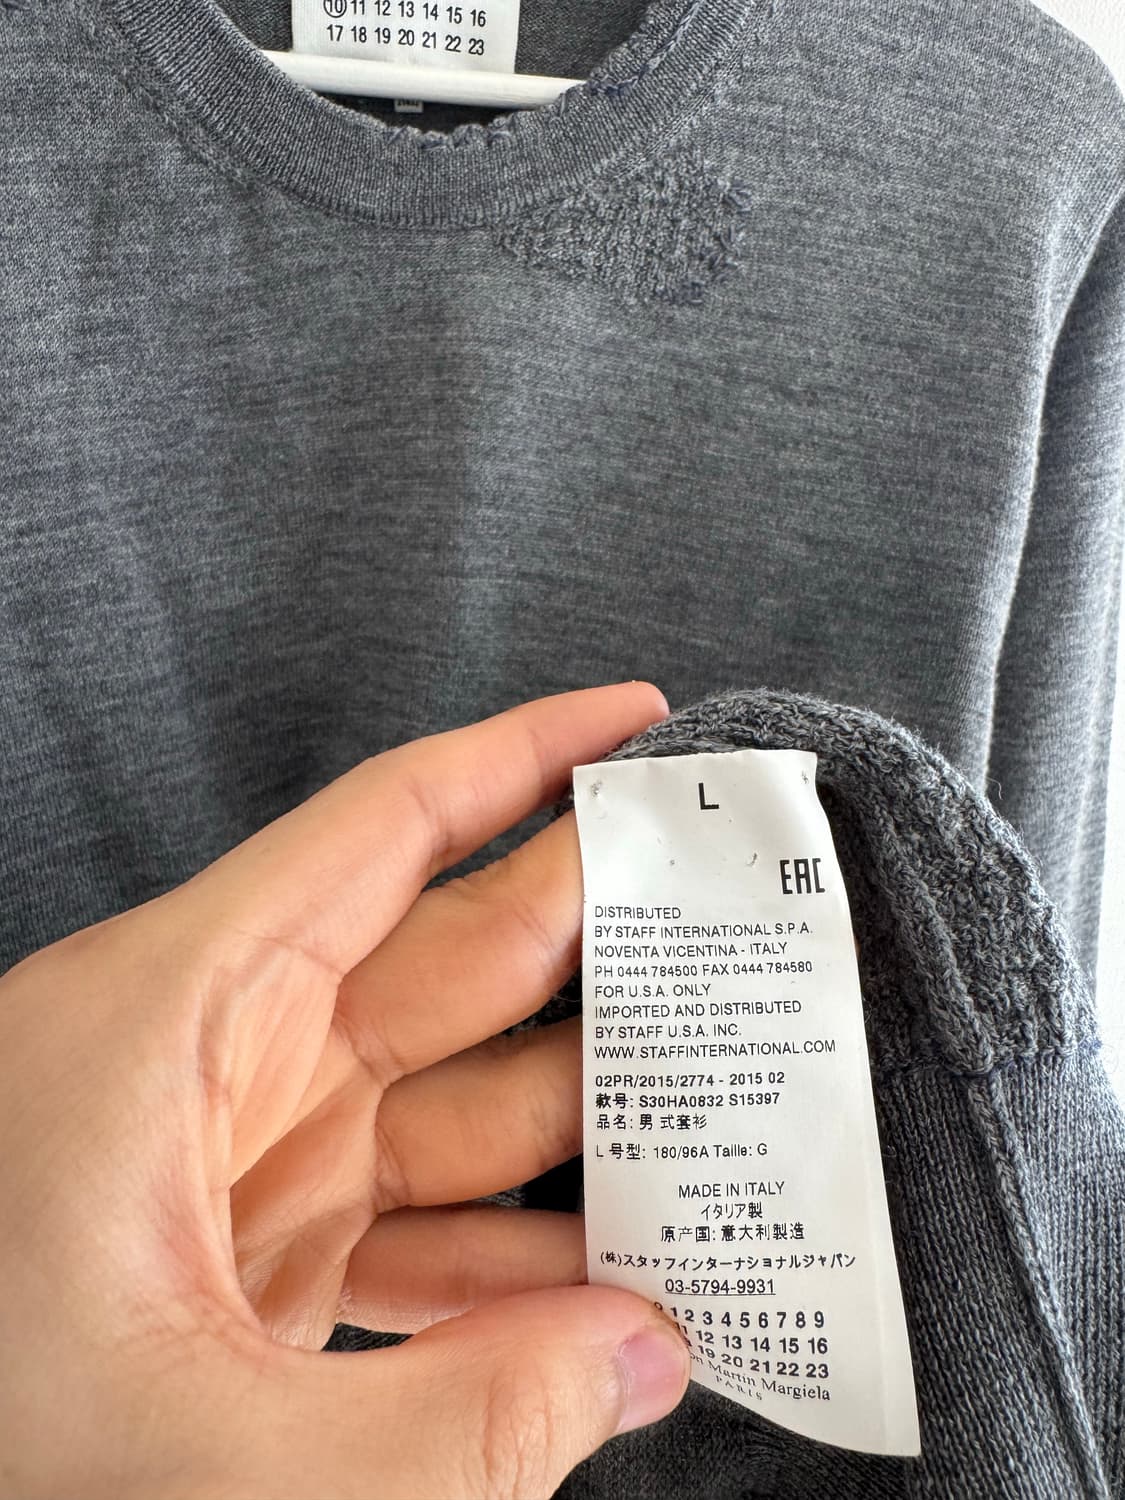 10 11 12 13 14 15 16
17 18 19 20 21 22 23
L
EAC
DISTRIBUTED
BY STAFF INTERNATIONAL S.P.A.
NOVENTA VICENTINA - ITALY
PH 0444 784500 FAX 0444 784580
FOR U.S.A. ONLY
IMPORTED AND DISTRIBUTED
BY STAFF U.S.A. INC.
WWW.STAFFINTERNATIONAL.COM
02PR/2015/2774 - 2015 02
款号: S30HA0832 S15397
品名: 男 式套衫
L 号型: 180/96A Taille: G
MADE IN ITALY
イタリア製
原产国: 意大利製造
(株)スタッフインターナショナルジャパン
03-5794-9931
0 1 2 3 4 5 6 7 8 9
11 12 13 14 15 16
19 20 21 22 23
Martin Margiela
PARIS